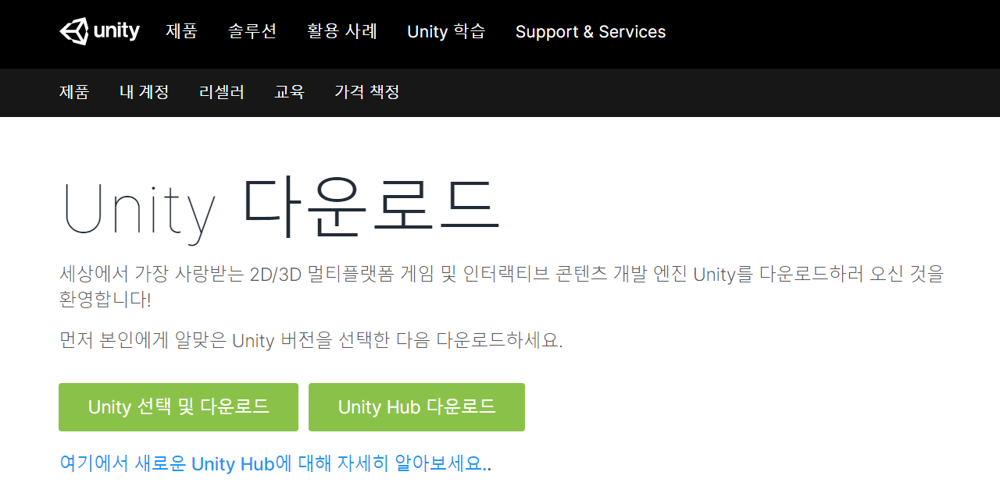 unity 제품 솔루션 활용 사례 Unity 학습 Support & Services
제품 내 계정 리셀러 교육 가격 책정
Unity 다운로드
세상에서 가장 사랑받는 2D/3D 멀티플랫폼 게임 및 인터랙티브 콘텐츠 개발 엔진 Unity를 다운로드하러 오신 것을
환영합니다!
먼저 본인에게 알맞은 Unity 버전을 선택한 다음 다운로드하세요.
Unity 선택 및 다운로드 Unity Hub 다운로드
여기에서 새로운 Unity Hub에 대해 자세히 알아보세요..